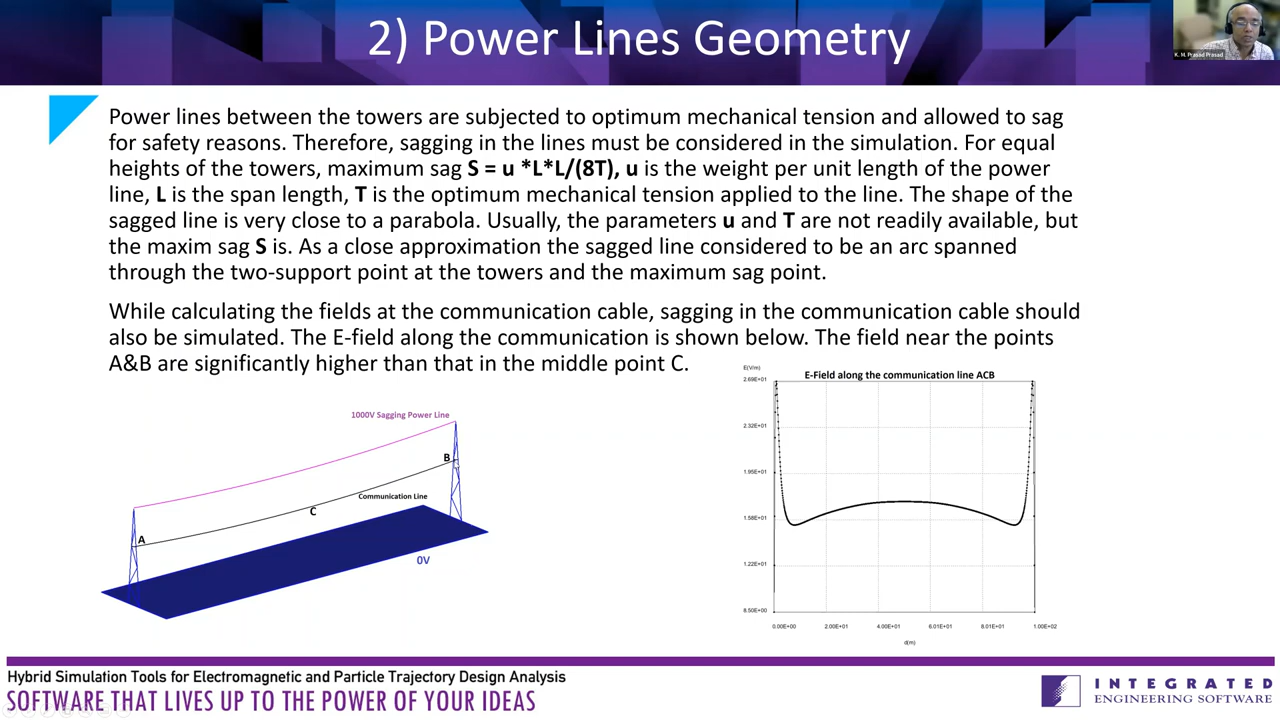 2) Power Lines Geometry
K. M. Prasad Prasad
Power lines between the towers are subjected to optimum mechanical tension and allowed to sag
for safety reasons. Therefore, sagging in the lines must be considered in the simulation. For equal
heights of the towers, maximum sag S = u *L*L/(8T), u is the weight per unit length of the power
line, L is the span length, T is the optimum mechanical tension applied to the line. The shape of the
sagged line is very close to a parabola. Usually, the parameters u and T are not readily available, but
the maxim sag S is. As a close approximation the sagged line considered to be an arc spanned
through the two-support point at the towers and the maximum sag point.
While calculating the fields at the communication cable, sagging in the communication cable should
also be simulated. The E-field along the communication is shown below. The field near the points
A&B are significantly higher than that in the middle point C.
1000V Sagging Power Line
B
Communication Line
C
A
0V
E(V/m)
E-Field along the communication line ACB
2.69E+01
2.32E+01
1.95E+01
1.58E+01
1.22E+01
8.50E+00
0.00E+00 2.00E+01 4.00E+01 6.01E+01 8.01E+01 1.00E+02
d(m)
Hybrid Simulation Tools for Electromagnetic and Particle Trajectory Design Analysis
SOFTWARE THAT LIVES UP TO THE POWER OF YOUR IDEAS
INTEGRATED
ENGINEERING SOFTWARE